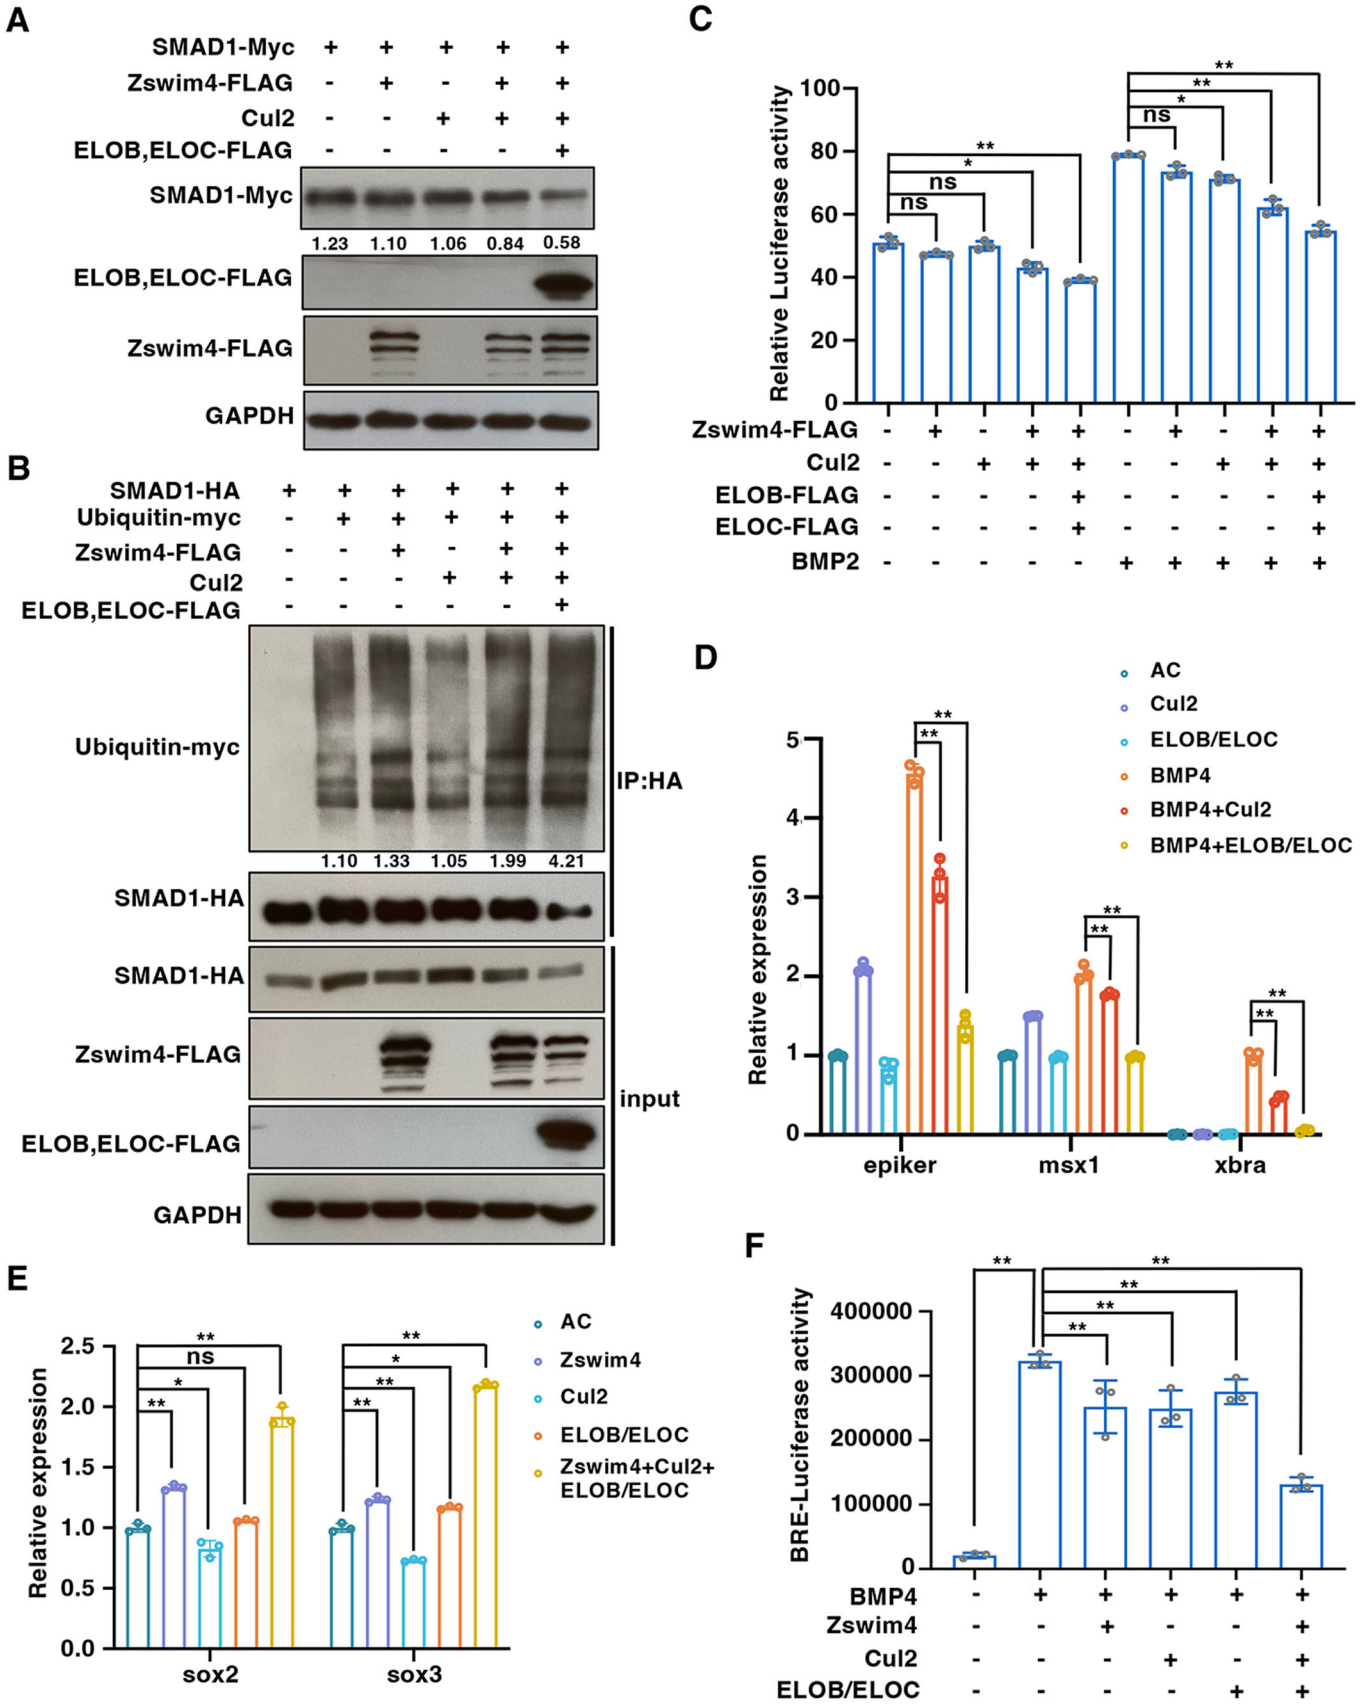 A
SMAD1-Myc + + + + +
Zswim4-FLAG - + - + +
Cul2 - - + + +
ELOB,ELOC-FLAG - - - - +
SMAD1-Myc
1.23 1.10 1.06 0.84 0.58
ELOB,ELOC-FLAG
Zswim4-FLAG
GAPDH
B
SMAD1-HA + + + + + +
Ubiquitin-myc - + + + + +
Zswim4-FLAG - - + - + +
Cul2 - - - + + +
ELOB,ELOC-FLAG - - - - - +
Ubiquitin-myc
IP:HA
1.10 1.33 1.05 1.99 4.21
SMAD1-HA
SMAD1-HA
Zswim4-FLAG
input
ELOB,ELOC-FLAG
GAPDH
C
Relative Luciferase activity
100
80
60
40
20
0
**
*
ns
ns
**
**
*
ns
Zswim4-FLAG - + - + + - + - + +
Cul2 - - + + + - - + + +
ELOB-FLAG - - - - + - - - - +
ELOC-FLAG - - - - + - - - - +
BMP2 - - - - - + + + + +
D
AC
Cul2
ELOB/ELOC
BMP4
BMP4+Cul2
BMP4+ELOB/ELOC
Relative expression
5
4
3
2
1
0
**
**
**
**
**
**
epiker msx1 xbra
E
AC
Zswim4
Cul2
ELOB/ELOC
Zswim4+Cul2+
ELOB/ELOC
Relative expression
2.5
2.0
1.5
1.0
0.5
0.0
**
ns
*
**
**
*
**
**
sox2 sox3
F
BRE-Luciferase activity
400000
300000
200000
100000
0
**
**
**
**
**
BMP4 - + + + + +
Zswim4 - - + - - +
Cul2 - - - + - +
ELOB/ELOC - - - - + +